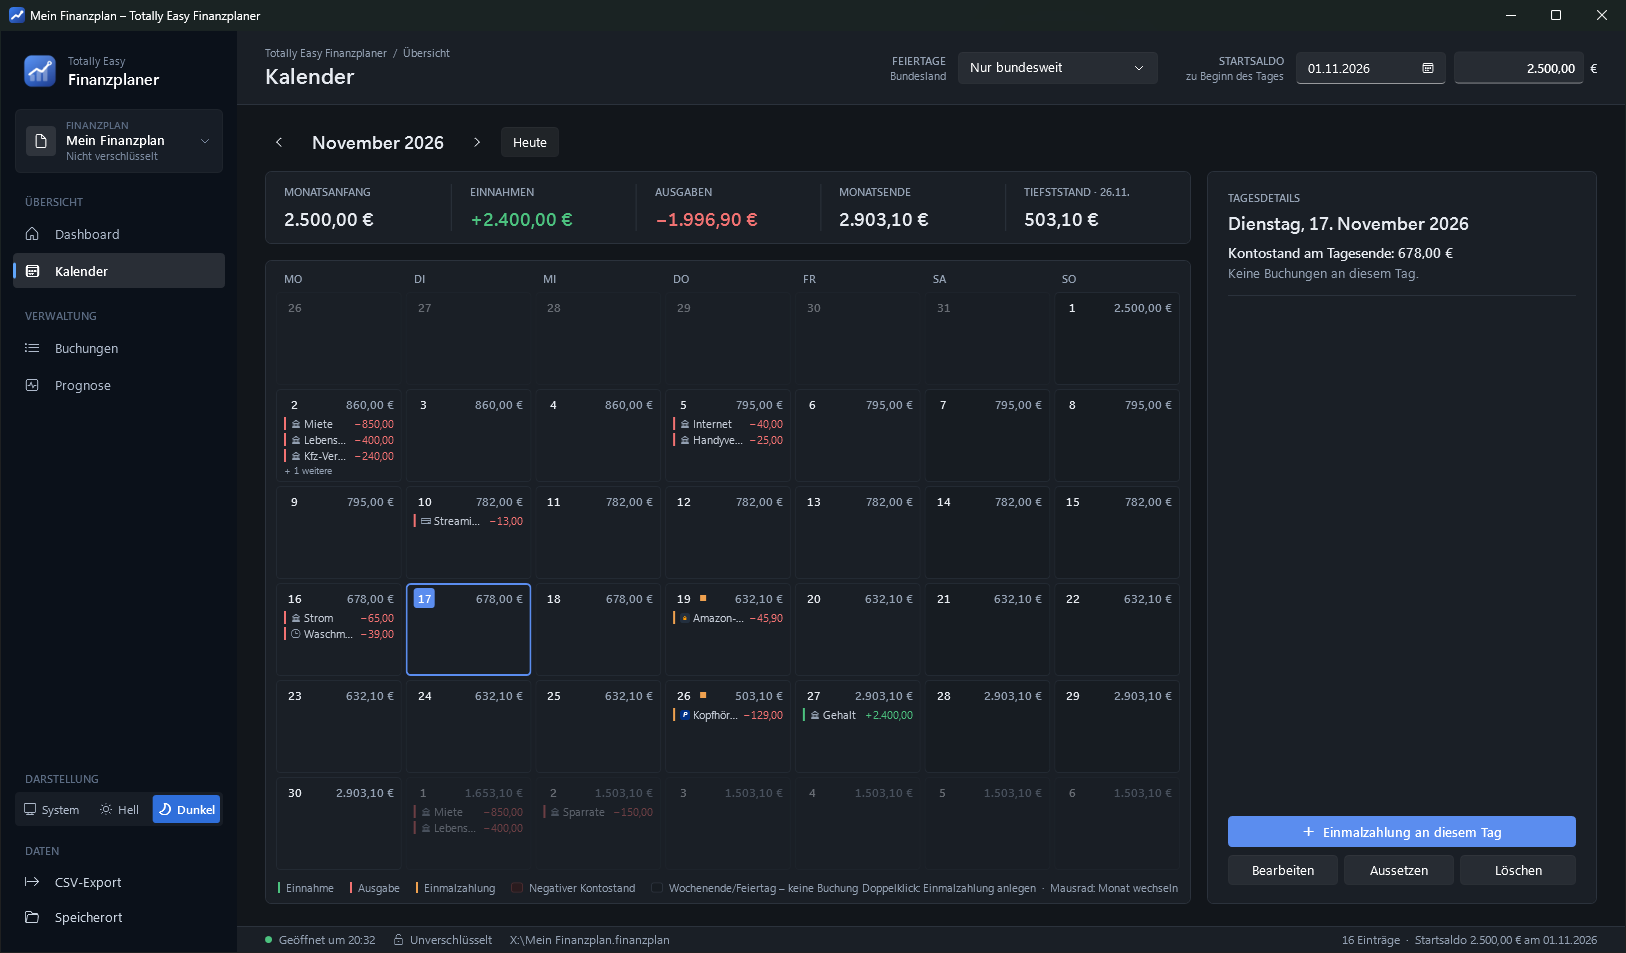 Mein Finanzplan – Totally Easy Finanzplaner
Totally Easy
Finanzplaner
FINANZPLAN
Mein Finanzplan
Nicht verschlüsselt
ÜBERSICHT
Dashboard
Kalender
VERWALTUNG
Buchungen
Prognose
DARSTELLUNG
System Hell Dunkel
DATEN
CSV-Export
Speicherort
Totally Easy Finanzplaner / Übersicht
Kalender
FEIERTAGE
Bundesland
Nur bundesweit
STARTSALDO
zu Beginn des Tages
01.11.2026
2.500,00 €
November 2026
Heute
MONATSANFANG
2.500,00 €
EINNAHMEN
+2.400,00 €
AUSGABEN
−1.996,90 €
MONATSENDE
2.903,10 €
TIEFSTSTAND · 26.11.
503,10 €
MO DI MI DO FR SA SO
26 27 28 29 30 31 1 2.500,00 €
2 860,00 €
Miete −850,00
Lebens... −400,00
Kfz-Ver... −240,00
+ 1 weitere
3 860,00 €
4 860,00 €
5 795,00 €
Internet −40,00
Handyve... −25,00
6 795,00 €
7 795,00 €
8 795,00 €
9 795,00 €
10 782,00 €
Streami... −13,00
11 782,00 €
12 782,00 €
13 782,00 €
14 782,00 €
15 782,00 €
16 678,00 €
Strom −65,00
Waschm... −39,00
17 678,00 €
18 678,00 €
19 632,10 €
Amazon-... −45,90
20 632,10 €
21 632,10 €
22 632,10 €
23 632,10 €
24 632,10 €
25 632,10 €
26 503,10 €
Kopfhör... −129,00
27 2.903,10 €
Gehalt +2.400,00
28 2.903,10 €
29 2.903,10 €
30 2.903,10 €
1 1.653,10 €
Miete −850,00
Lebens... −400,00
2 1.503,10 €
Sparrate −150,00
3 1.503,10 €
4 1.503,10 €
5 1.503,10 €
6 1.503,10 €
Einnahme Ausgabe Einmalzahlung Negativer Kontostand Wochenende/Feiertag – keine Buchung Doppelklick: Einmalzahlung anlegen · Mausrad: Monat wechseln
TAGESDETAILS
Dienstag, 17. November 2026
Kontostand am Tagesende: 678,00 €
Keine Buchungen an diesem Tag.
+ Einmalzahlung an diesem Tag
Bearbeiten Aussetzen Löschen
Geöffnet um 20:32 Unverschlüsselt X:\Mein Finanzplan.finanzplan
16 Einträge · Startsaldo 2.500,00 € am 01.11.2026